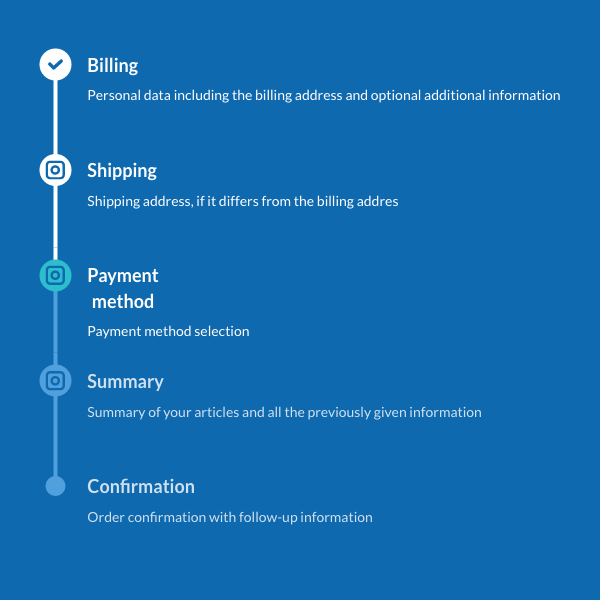 Billing
Personal data including the billing address and optional additional information
Shipping
Shipping address, if it differs from the billing addres
Payment
method
Payment method selection
Summary
Summary of your articles and all the previously given information
Confirmation
Order confirmation with follow-up information